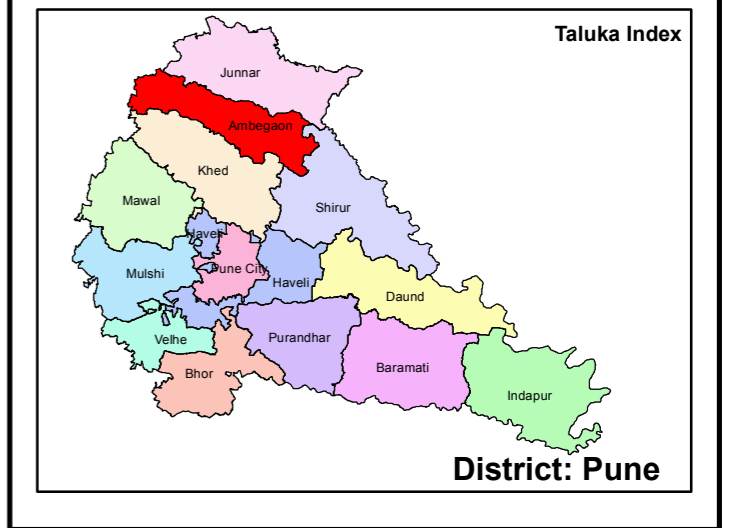 Taluka Index
Junnar
Ambegaon
Khed
Mawal
Shirur
Haveli
Pune City
Mulshi
Haveli
Daund
Velhe
Purandhar
Baramati
Bhor
Indapur
District: Pune